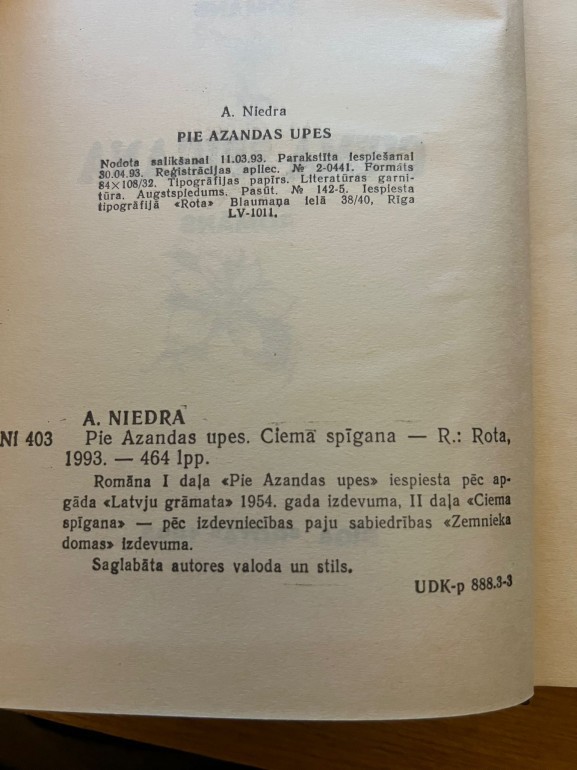 A. Niedra
PIE AZANDAS UPES
Nodota salikšanai 11.03.93. Parakstīta iespiešanai
30.04.93. Reģistrācijas apliec. № 2-0441. Formāts
84×108/32. Tipogrāfijas papīrs. Literatūras garni-
tūra. Augstspiedums. Pasūt. № 142-5. Iespiesta
tipogrāfijā «Rota» Blaumaņa ielā 38/40, Rīgā
LV-1011.
A. NIEDRA
NI 403 Pie Azandas upes. Ciema spīgana — R.: Rota,
1993. — 464 lpp.
Romāna I daļa «Pie Azandas upes» iespiesta pēc ap-
gāda «Latvju grāmata» 1954. gada izdevuma, II daļa «Ciema
spīgana» — pēc izdevniecības paju sabiedrības «Zemnieka
domas» izdevuma.
Saglabāta autores valoda un stils.
UDK-p 888.3-3